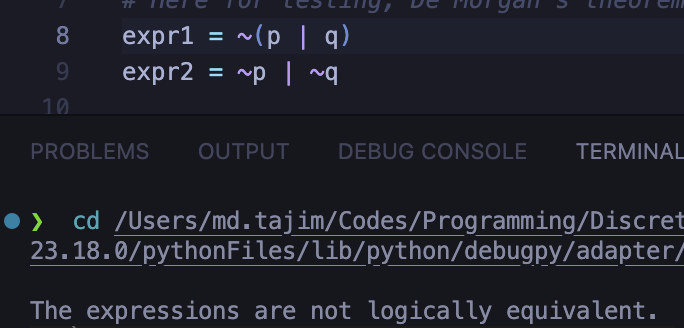 7 # Here for testing, De Morgan's theorem
8 expr1 = ~(p | q)
9 expr2 = ~p | ~q
10
PROBLEMS OUTPUT DEBUG CONSOLE TERMINAL
❯ cd /Users/md.tajim/Codes/Programming/Discret
23.18.0/pythonFiles/lib/python/debugpy/adapter/
The expressions are not logically equivalent.